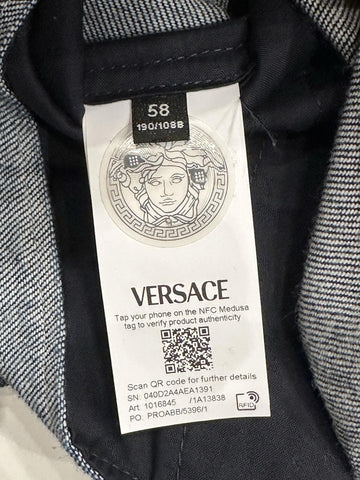 58
190/108B
VERSACE
Tap your phone on the NFC Medusa
tag to verify product authenticity
Scan QR code for further details
SN: 040D2A4AEA1391
Art. 1016845 /1A13838
PO. PROABB/5396/1
RFID